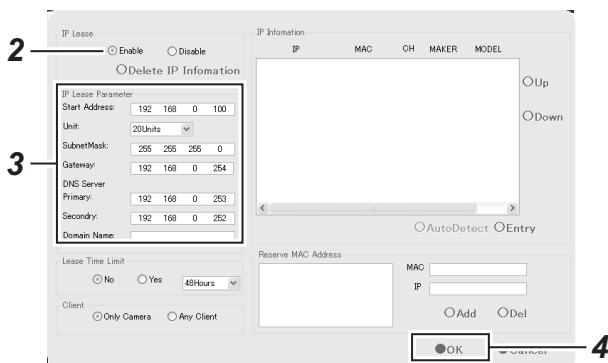 IP Lease
2
Enable Disable
Delete IP Infomation
IP Lease Parameter
3
Start Address: 192 168 0 100
Unit: 20Units
SubnetMask: 255 255 255 0
Gateway: 192 168 0 254
DNS Server
Primary: 192 168 0 253
Secondry: 192 168 0 252
Domain Name:
Lease Time Limit
No Yes 48Hours
Client
Only Camera Any Client
IP Infomation
IP MAC CH MAKER MODEL
Up
Down
AutoDetect Entry
Reserve MAC Address
MAC
IP
Add Del
OK
Cancel
4